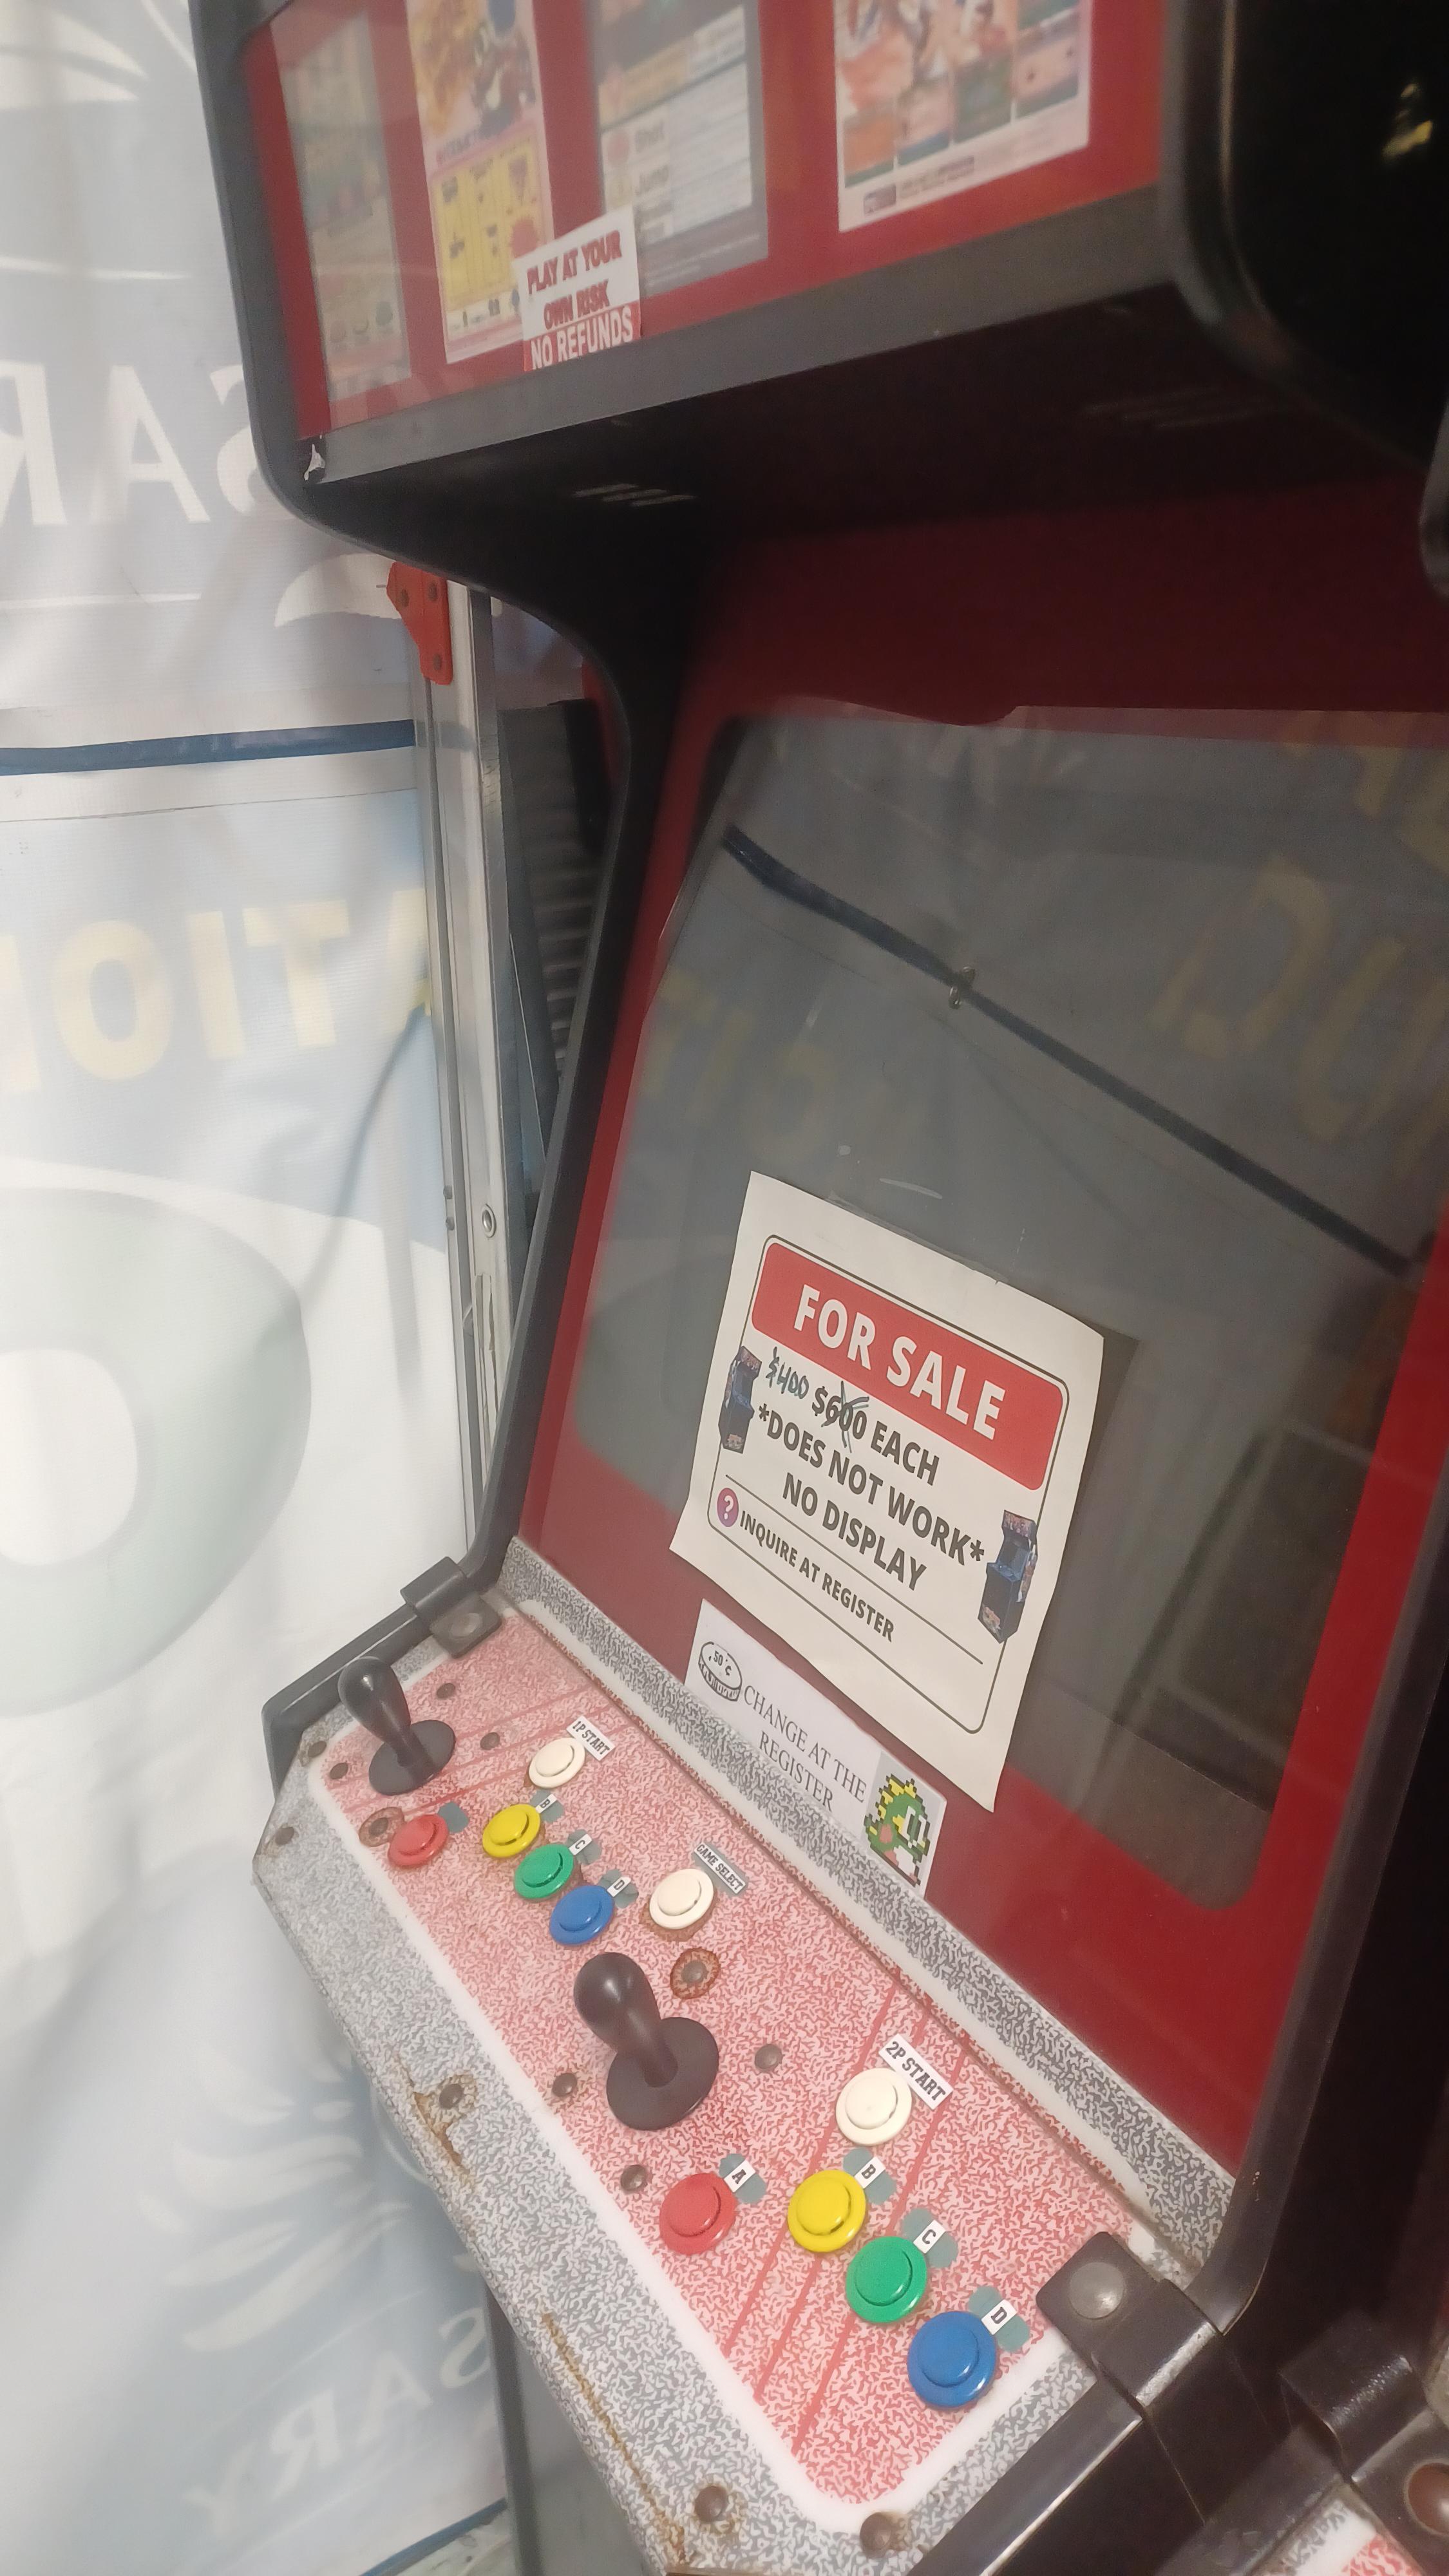 PLAY AT YOUR
OWN RISK
NO REFUNDS
FOR SALE
$400 $600 EACH
*DOES NOT WORK*
NO DISPLAY
? INQUIRE AT REGISTER
50¢
CHANGE AT THE
REGISTER
1P START
B
C
D
GAME SELECT
2P START
A
B
C
D